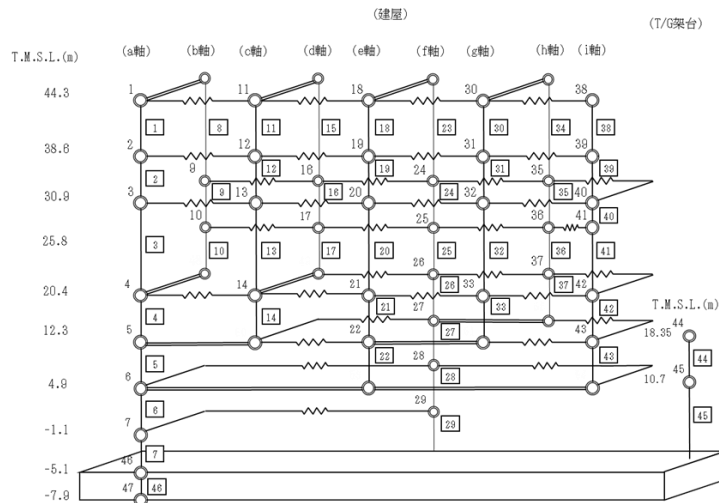 (建屋)
(T/G架台)
T.M.S.L.(m) (a軸) (b軸) (c軸) (d軸) (e軸) (f軸) (g軸) (h軸) (i軸)
44.3 1 11 18 30 38
1 8 11 15 18 23 30 34 38
38.6 2 12 19 31 39
2 9 12 16 19 24 31 35 39
30.9 3 9 13 16 20 24 32 35 40
10 17 25 36 41 40
25.8 3 10 13 17 20 25 32 36 41
26 37
20.4 4 14 21 26 33 37 42
4 14 21 27 33 42 T.M.S.L.(m)
12.3 5 22 27 43 18.35 44
5 22 28 43 44
4.9 6 28 10.7 45
6 29 29 45
-1.1 7
7
-5.1 46
-7.9 47 46